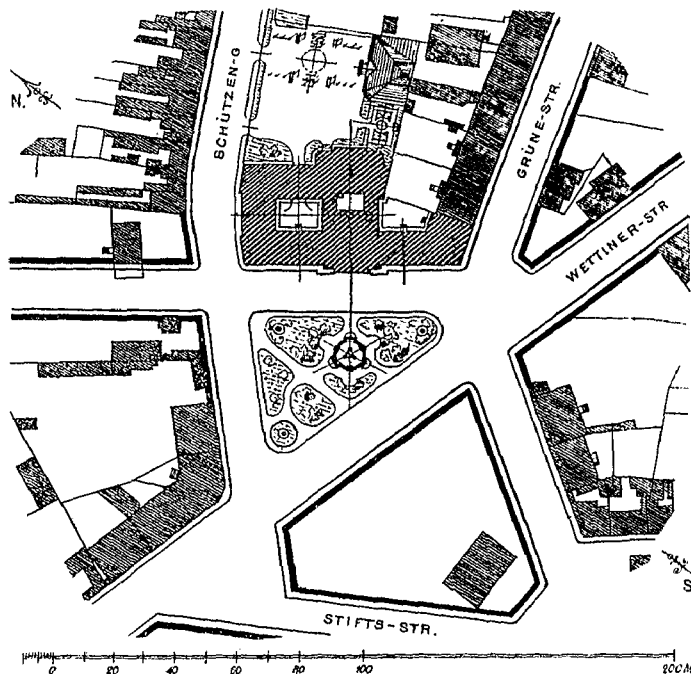 N.
SCHÜTZEN-G
GRÜNE-STR.
WETTINER-STR
S
STIFTS-STR.
0 20 40 60 80 100 200M